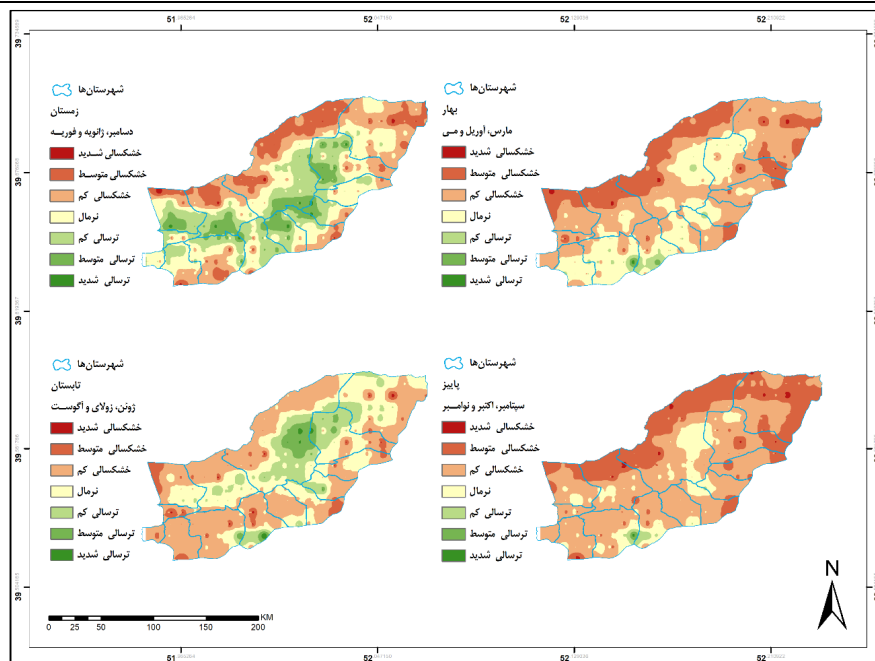 51
52
52
52
39
39
39
39
39
شهرستان‌ها
زمستان
دسامبر، ژانویه و فوریه
خشکسالی شدید
خشکسالی متوسط
خشکسالی کم
نرمال
ترسالی کم
ترسالی متوسط
ترسالی شدید
شهرستان‌ها
بهار
مارس، آوریل و می
خشکسالی شدید
خشکسالی متوسط
خشکسالی کم
نرمال
ترسالی کم
ترسالی متوسط
ترسالی شدید
شهرستان‌ها
تابستان
ژوئن، زولای و آگوست
خشکسالی شدید
خشکسالی متوسط
خشکسالی کم
نرمال
ترسالی کم
ترسالی متوسط
ترسالی شدید
شهرستان‌ها
پاییز
سپتامبر، اکتبر و نوامبر
خشکسالی شدید
خشکسالی متوسط
خشکسالی کم
نرمال
ترسالی کم
ترسالی متوسط
ترسالی شدید
N
KM
0 25 50 100 150 200
51
52
52
52